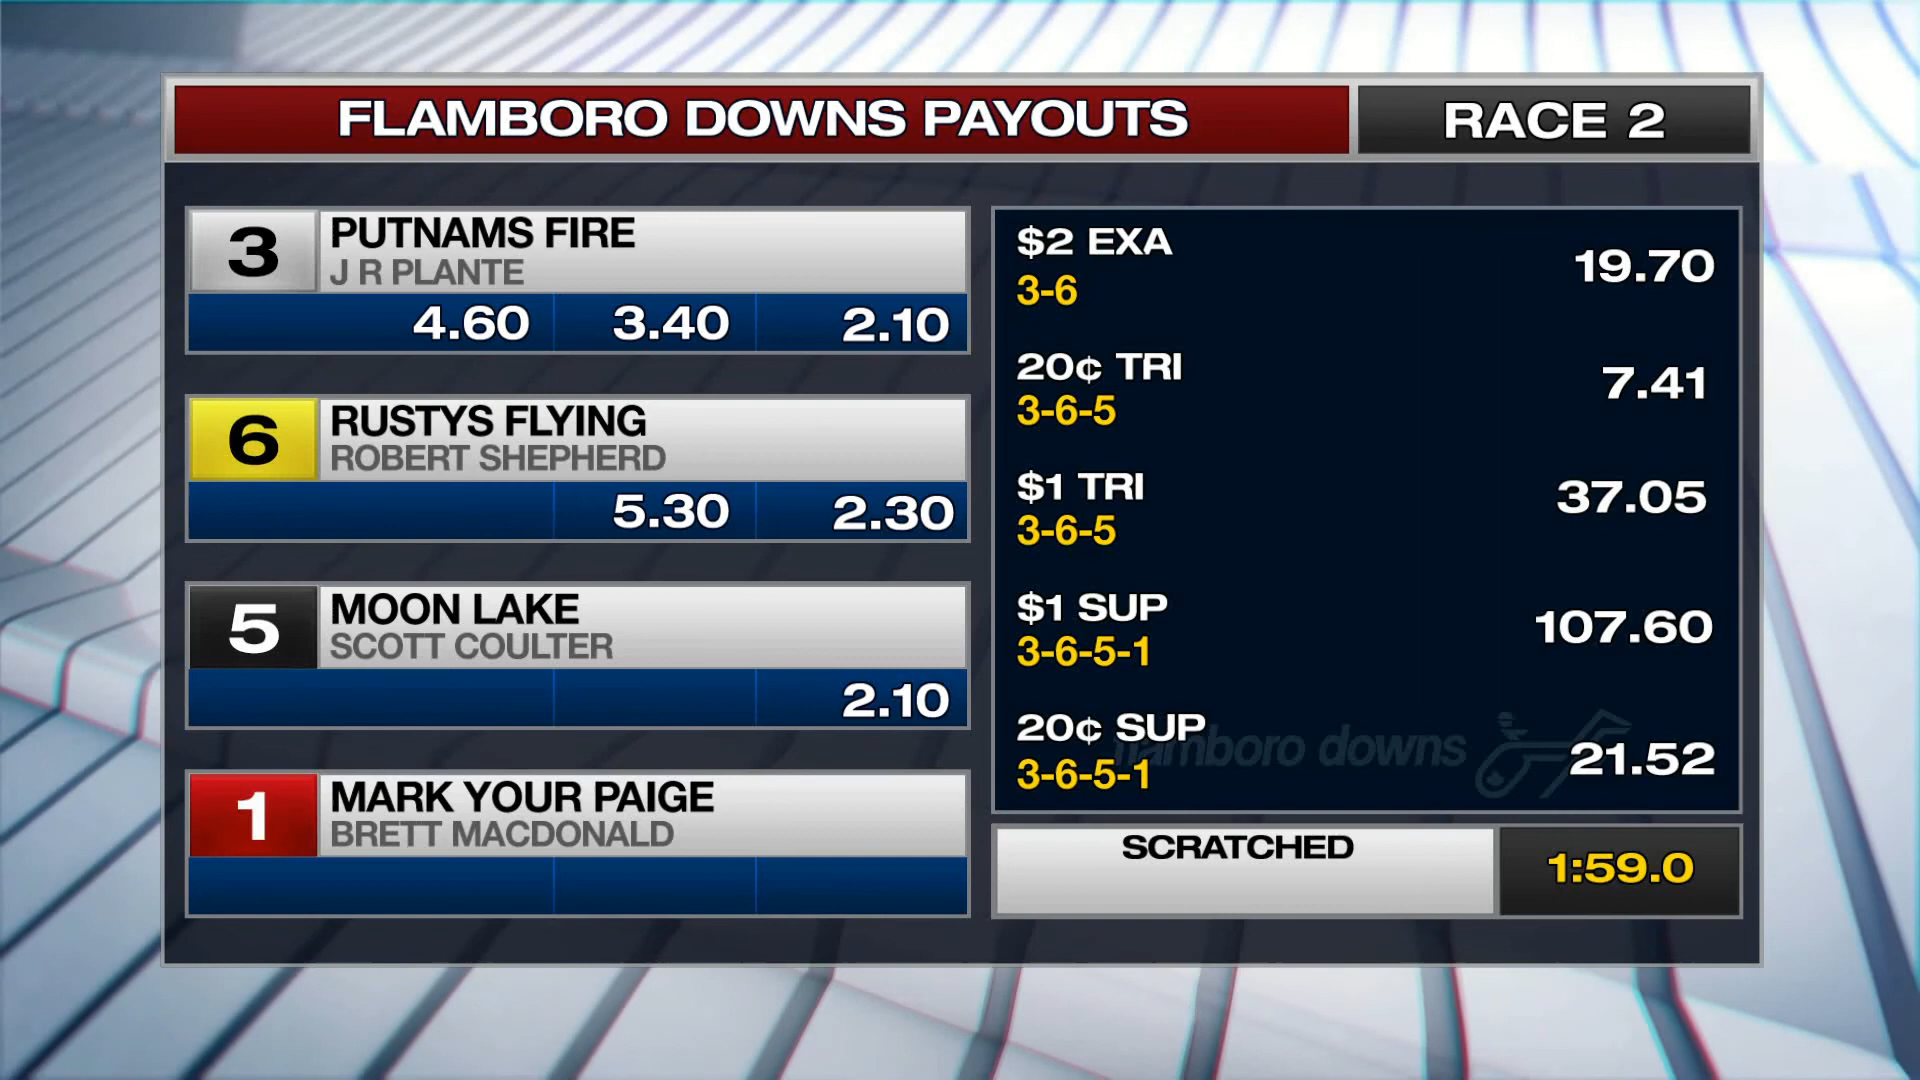 FLAMBORO DOWNS PAYOUTS
RACE 2
3
PUTNAMS FIRE
J R PLANTE
4.60 3.40 2.10
6
RUSTYS FLYING
ROBERT SHEPHERD
5.30 2.30
5
MOON LAKE
SCOTT COULTER
2.10
1
MARK YOUR PAIGE
BRETT MACDONALD
$2 EXA
3-6
19.70
20¢ TRI
3-6-5
7.41
$1 TRI
3-6-5
37.05
$1 SUP
3-6-5-1
107.60
20¢ SUP
3-6-5-1
21.52
flamboro downs
SCRATCHED
1:59.0